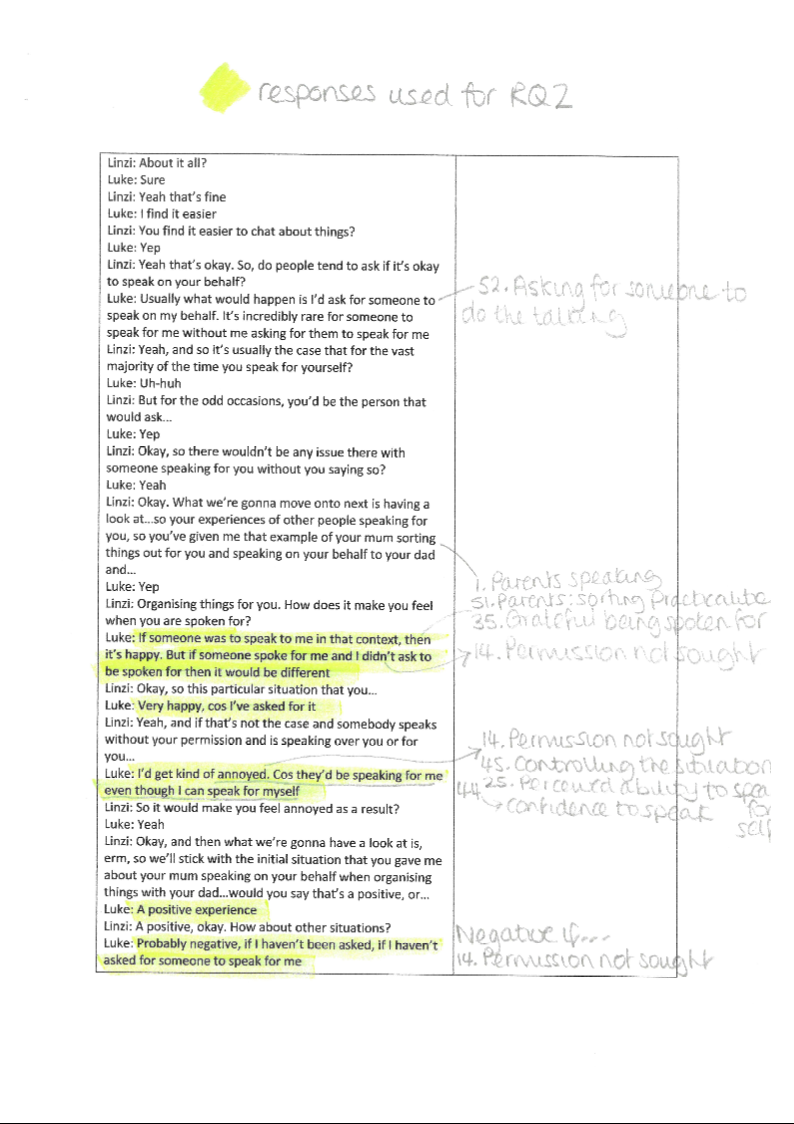 responses used for RQ2
Linzi: About it all?
Luke: Sure
Linzi: Yeah that's fine
Luke: I find it easier
Linzi: You find it easier to chat about things?
Luke: Yep
Linzi: Yeah that's okay. So, do people tend to ask if it's okay
to speak on your behalf?
Luke: Usually what would happen is I'd ask for someone to
speak on my behalf. It's incredibly rare for someone to
speak for me without me asking for them to speak for me
Linzi: Yeah, and so it's usually the case that for the vast
majority of the time you speak for yourself?
Luke: Uh-huh
Linzi: But for the odd occasions, you'd be the person that
would ask...
Luke: Yep
Linzi: Okay, so there wouldn't be any issue there with
someone speaking for you without you saying so?
Luke: Yeah
Linzi: Okay. What we're gonna move onto next is having a
look at...so your experiences of other people speaking for
you, so you've given me that example of your mum sorting
things out for you and speaking on your behalf to your dad
and...
Luke: Yep
Linzi: Organising things for you. How does it make you feel
when you are spoken for?
Luke: If someone was to speak to me in that context, then
it's happy. But if someone spoke for me and I didn't ask to
be spoken for then it would be different
Linzi: Okay, so this particular situation that you...
Luke: Very happy, cos I've asked for it
Linzi: Yeah, and if that's not the case and somebody speaks
without your permission and is speaking over you or for
you...
Luke: I'd get kind of annoyed. Cos they'd be speaking for me
even though I can speak for myself
Linzi: So it would make you feel annoyed as a result?
Luke: Yeah
Linzi: Okay, and then what we're gonna have a look at is,
erm, so we'll stick with the initial situation that you gave me
about your mum speaking on your behalf when organising
things with your dad...would you say that's a positive, or...
Luke: A positive experience
Linzi: A positive, okay. How about other situations?
Luke: Probably negative, if I haven't been asked, if I haven't
asked for someone to speak for me
52. Asking for someone to
do the talking
1. Parents speaking
51. Parents: sorting practicalitie
35. Grateful being spoken for
14. Permission not sought
14. Permission not sought
45. Controlling the situation
44 25. Perceived ability to spea
confidence to speak for
self
Negative if....
14. Permission not sought